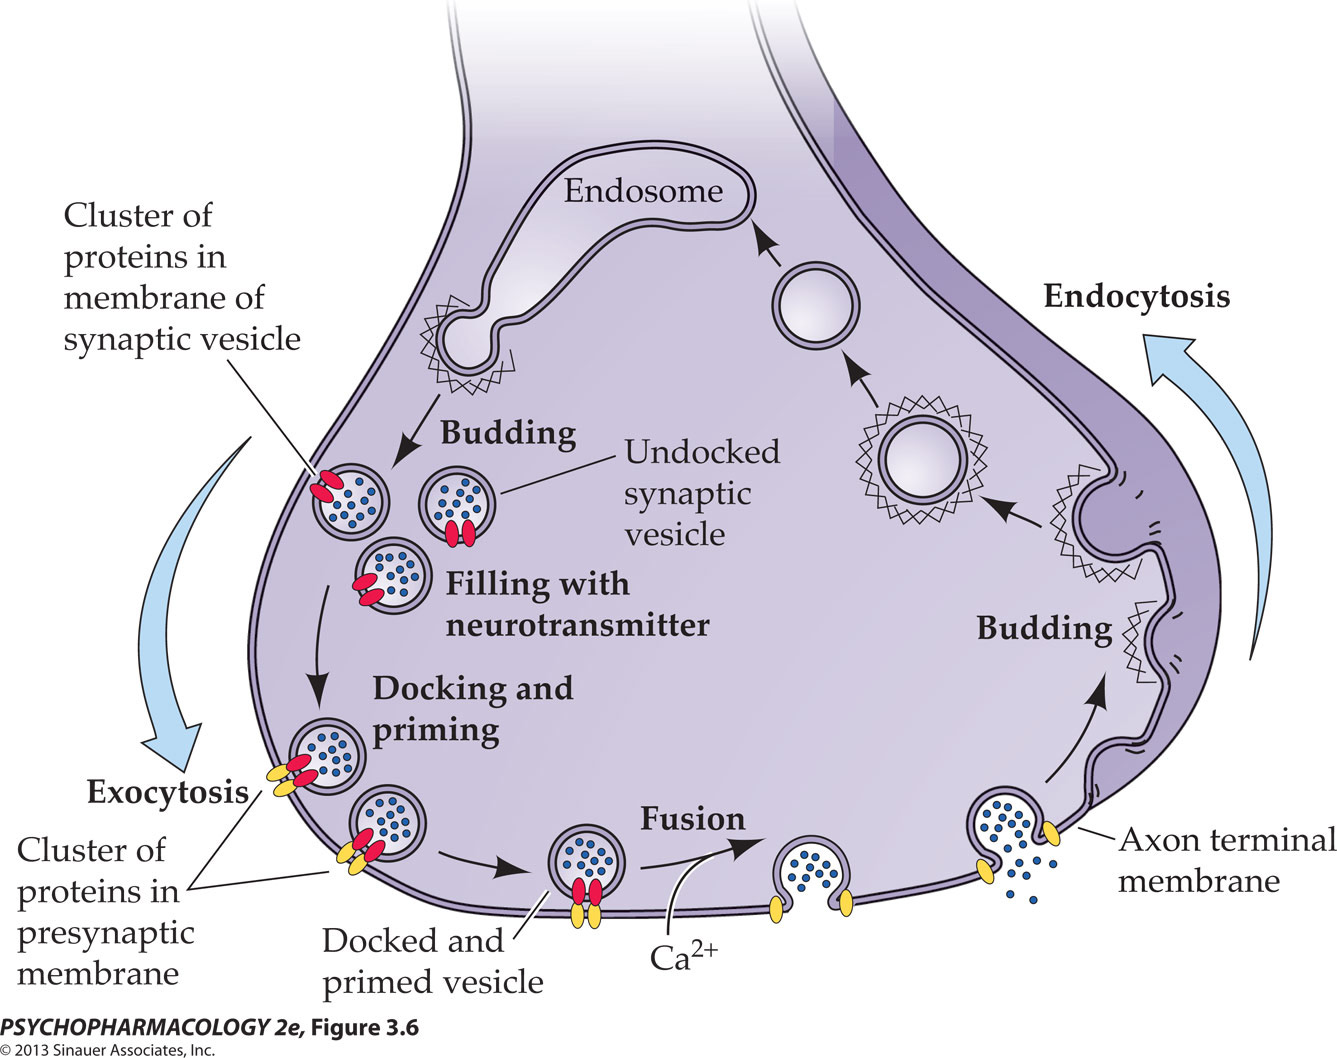 Endosome
Cluster of
proteins in
membrane of
synaptic vesicle
Endocytosis
Budding
Undocked
synaptic
vesicle
Filling with
neurotransmitter
Budding
Docking and
priming
Exocytosis
Fusion
Cluster of
proteins in
presynaptic
membrane
Axon terminal
membrane
Docked and
primed vesicle
Ca²⁺
PSYCHOPHARMACOLOGY 2e, Figure 3.6
© 2013 Sinauer Associates, Inc.